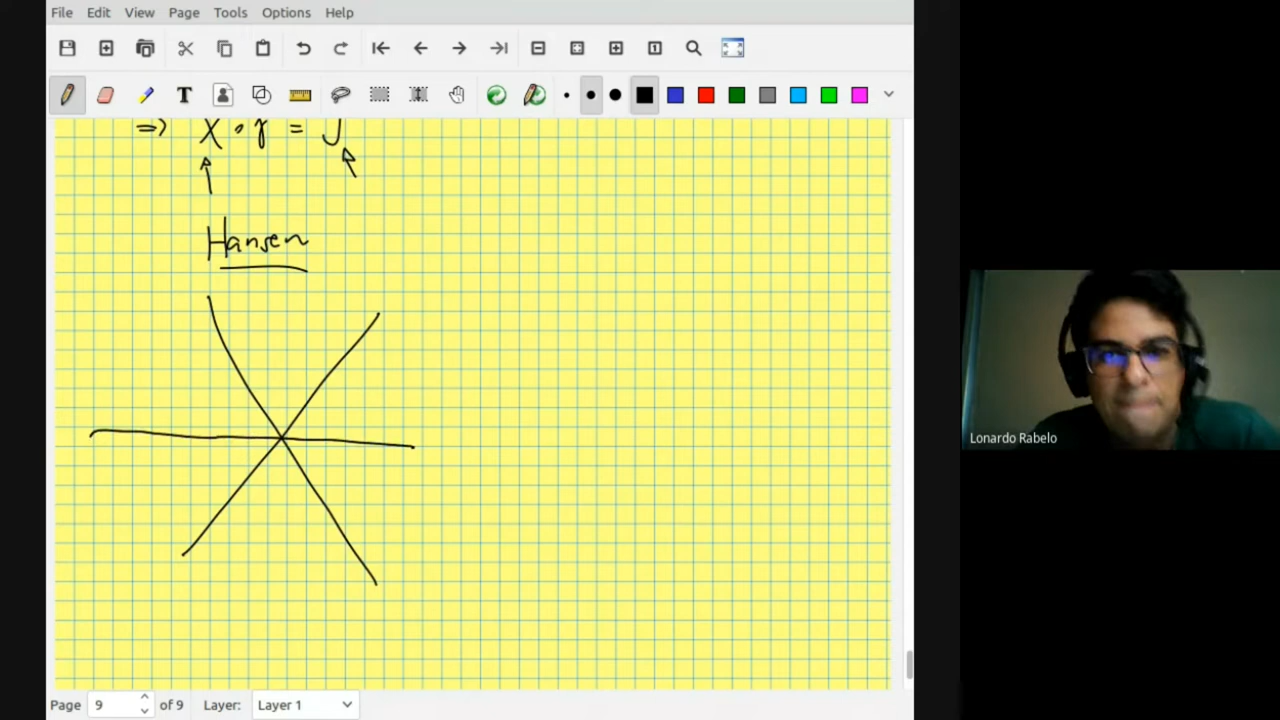 File Edit View Page Tools Options Help
T
⇒ X · γ = J
Hansen
Lonardo Rabelo
Page 9 of 9 Layer: Layer 1